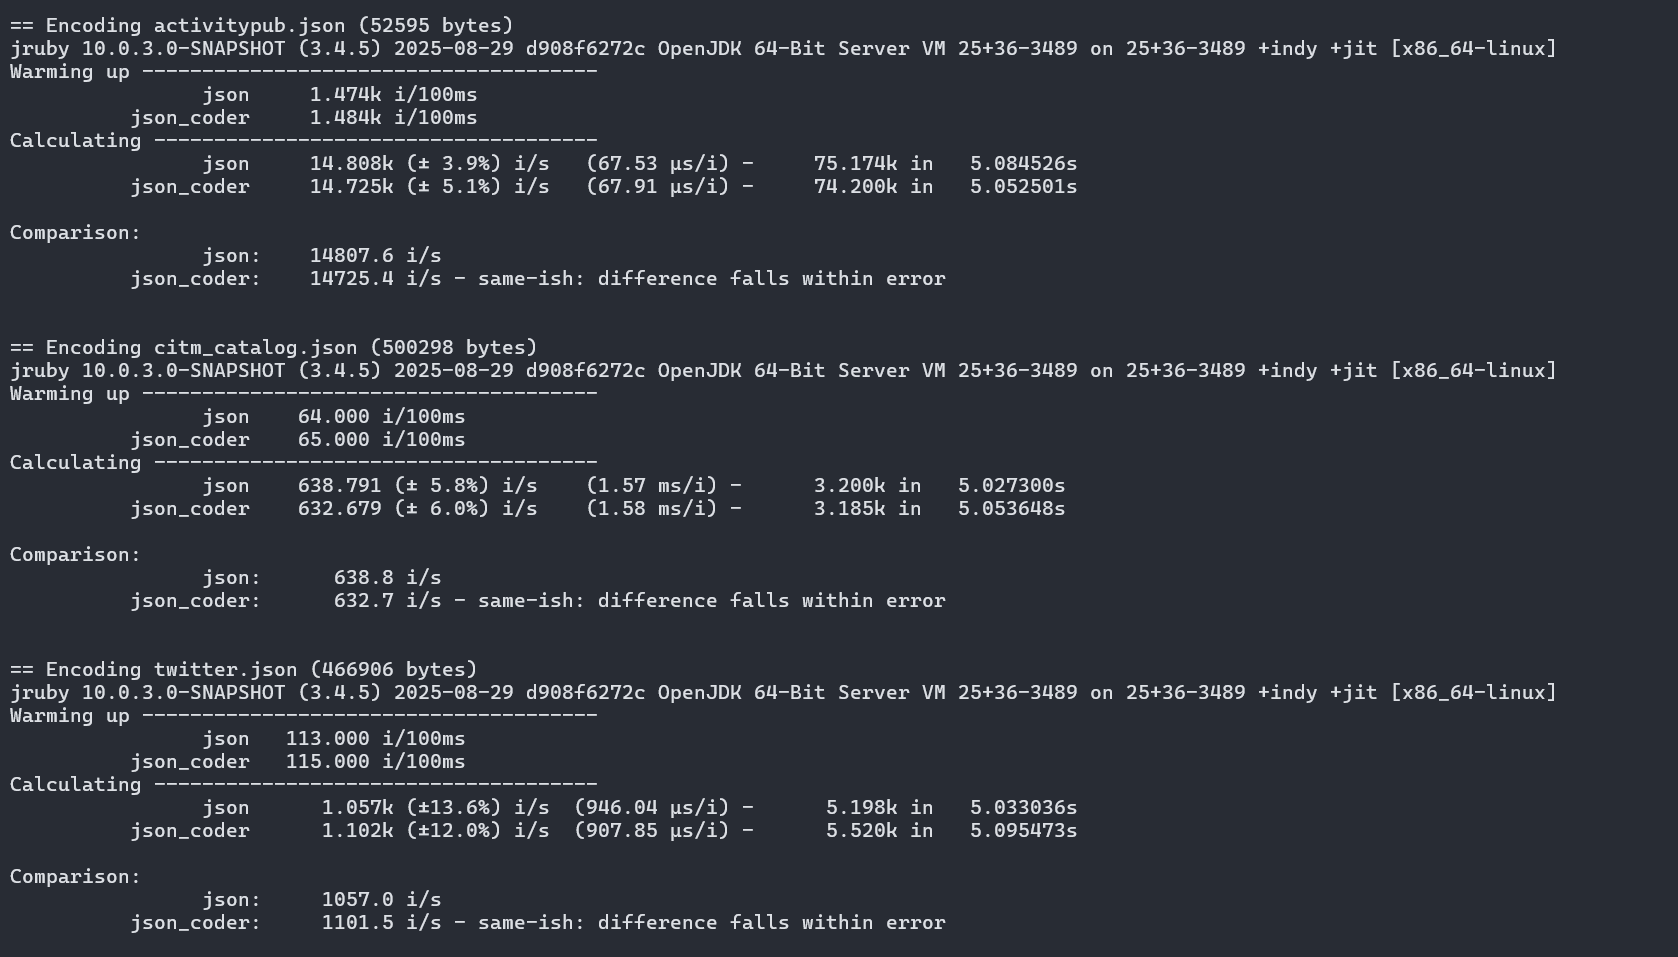 == Encoding activitypub.json (52595 bytes)
jruby 10.0.3.0-SNAPSHOT (3.4.5) 2025-08-29 d908f6272c OpenJDK 64-Bit Server VM 25+36-3489 on 25+36-3489 +indy +jit [x86_64-linux]
Warming up --------------------------------------
                json     1.474k i/100ms
          json_coder     1.484k i/100ms
Calculating -------------------------------------
                json     14.808k (± 3.9%) i/s   (67.53 μs/i) -     75.174k in   5.084526s
          json_coder     14.725k (± 5.1%) i/s   (67.91 μs/i) -     74.200k in   5.052501s

Comparison:
                json:    14807.6 i/s
          json_coder:    14725.4 i/s - same-ish: difference falls within error

== Encoding citm_catalog.json (500298 bytes)
jruby 10.0.3.0-SNAPSHOT (3.4.5) 2025-08-29 d908f6272c OpenJDK 64-Bit Server VM 25+36-3489 on 25+36-3489 +indy +jit [x86_64-linux]
Warming up --------------------------------------
                json    64.000 i/100ms
          json_coder    65.000 i/100ms
Calculating -------------------------------------
                json    638.791 (± 5.8%) i/s    (1.57 ms/i) -      3.200k in   5.027300s
          json_coder    632.679 (± 6.0%) i/s    (1.58 ms/i) -      3.185k in   5.053648s

Comparison:
                json:      638.8 i/s
          json_coder:      632.7 i/s - same-ish: difference falls within error

== Encoding twitter.json (466906 bytes)
jruby 10.0.3.0-SNAPSHOT (3.4.5) 2025-08-29 d908f6272c OpenJDK 64-Bit Server VM 25+36-3489 on 25+36-3489 +indy +jit [x86_64-linux]
Warming up --------------------------------------
                json   113.000 i/100ms
          json_coder   115.000 i/100ms
Calculating -------------------------------------
                json      1.057k (±13.6%) i/s  (946.04 μs/i) -      5.198k in   5.033036s
          json_coder      1.102k (±12.0%) i/s  (907.85 μs/i) -      5.520k in   5.095473s

Comparison:
                json:     1057.0 i/s
          json_coder:     1101.5 i/s - same-ish: difference falls within error